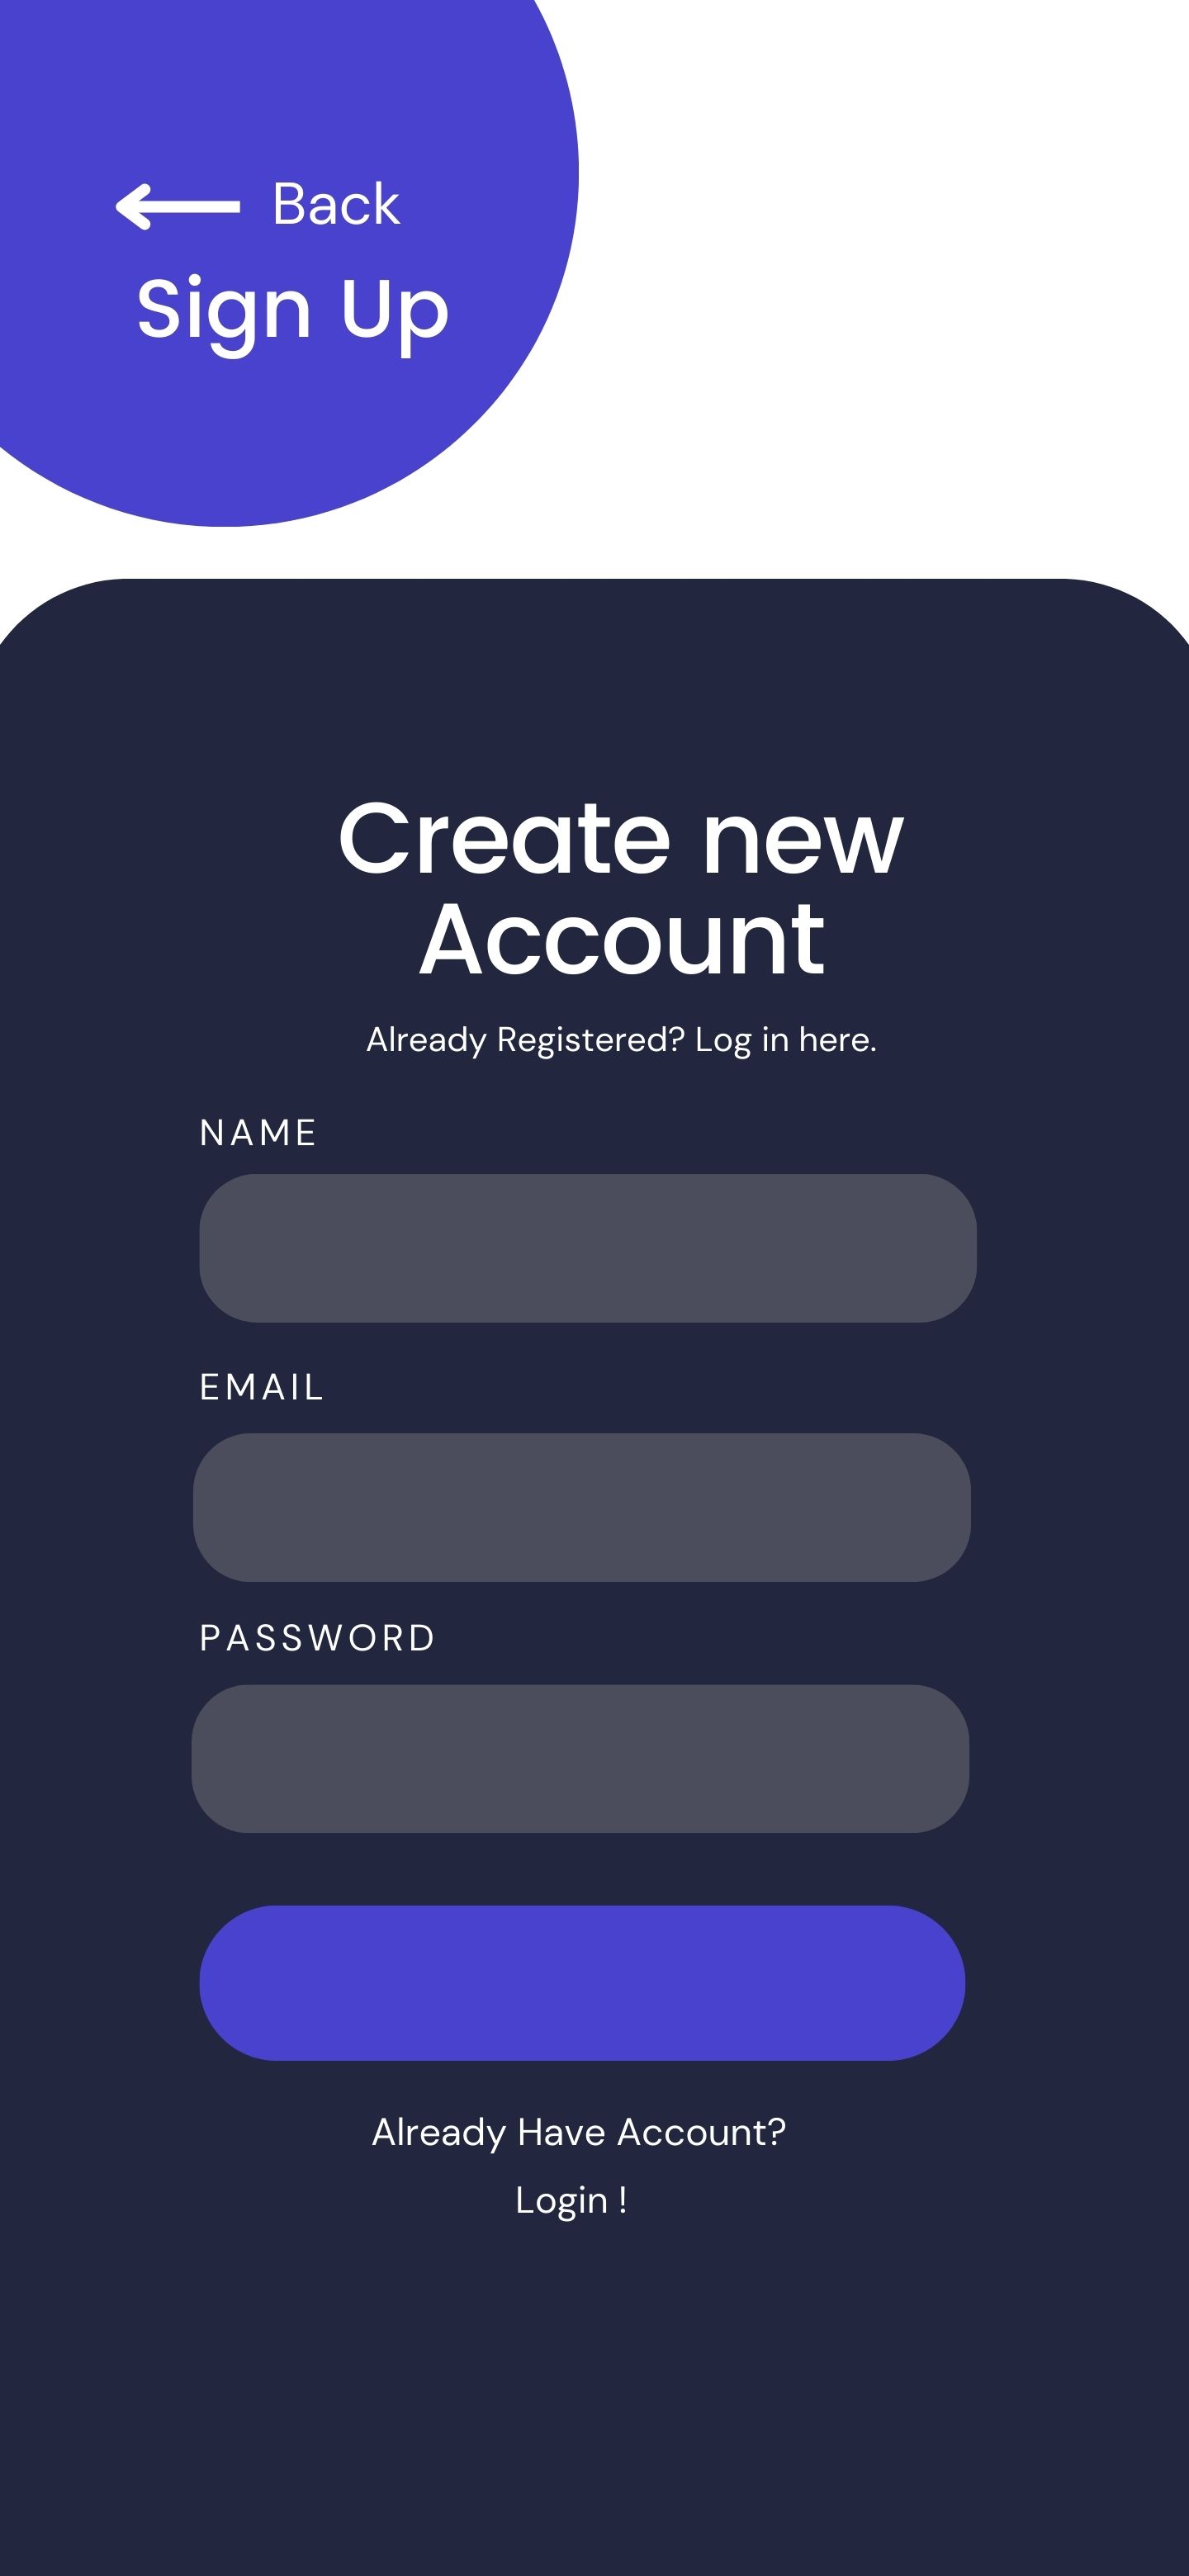 Back
Sign Up
Create new
Account
Already Registered? Log in here.
NAME
EMAIL
PASSWORD
Already Have Account?
Login !